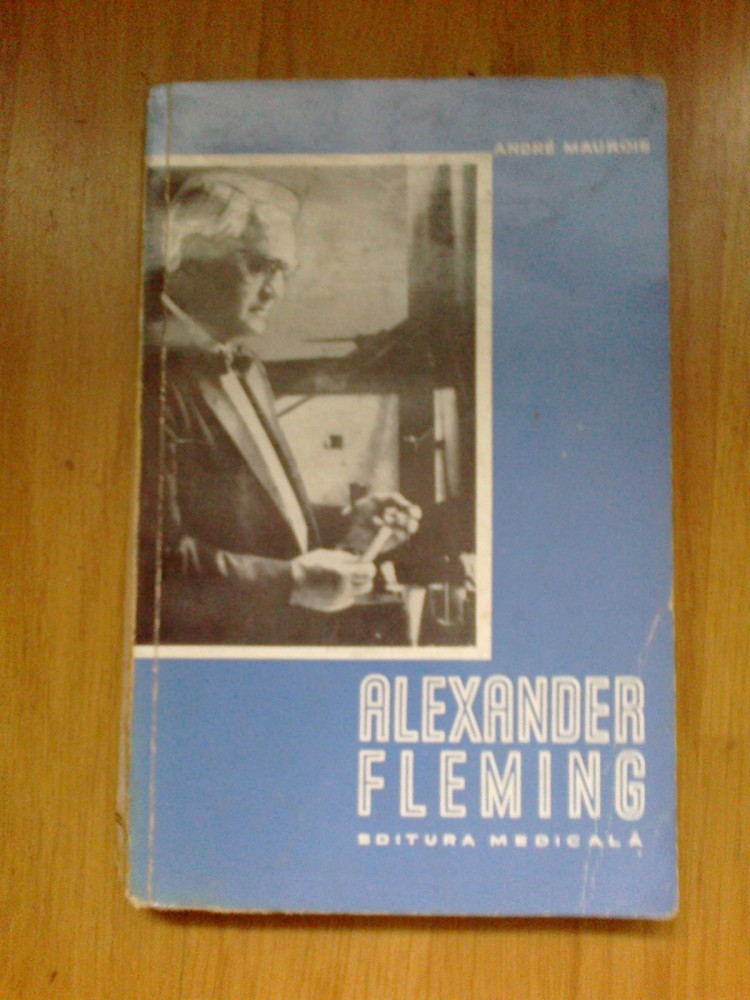 ANDRÉ MAUROIS
ALEXANDER
FLEMING
EDITURA MEDICALĂ